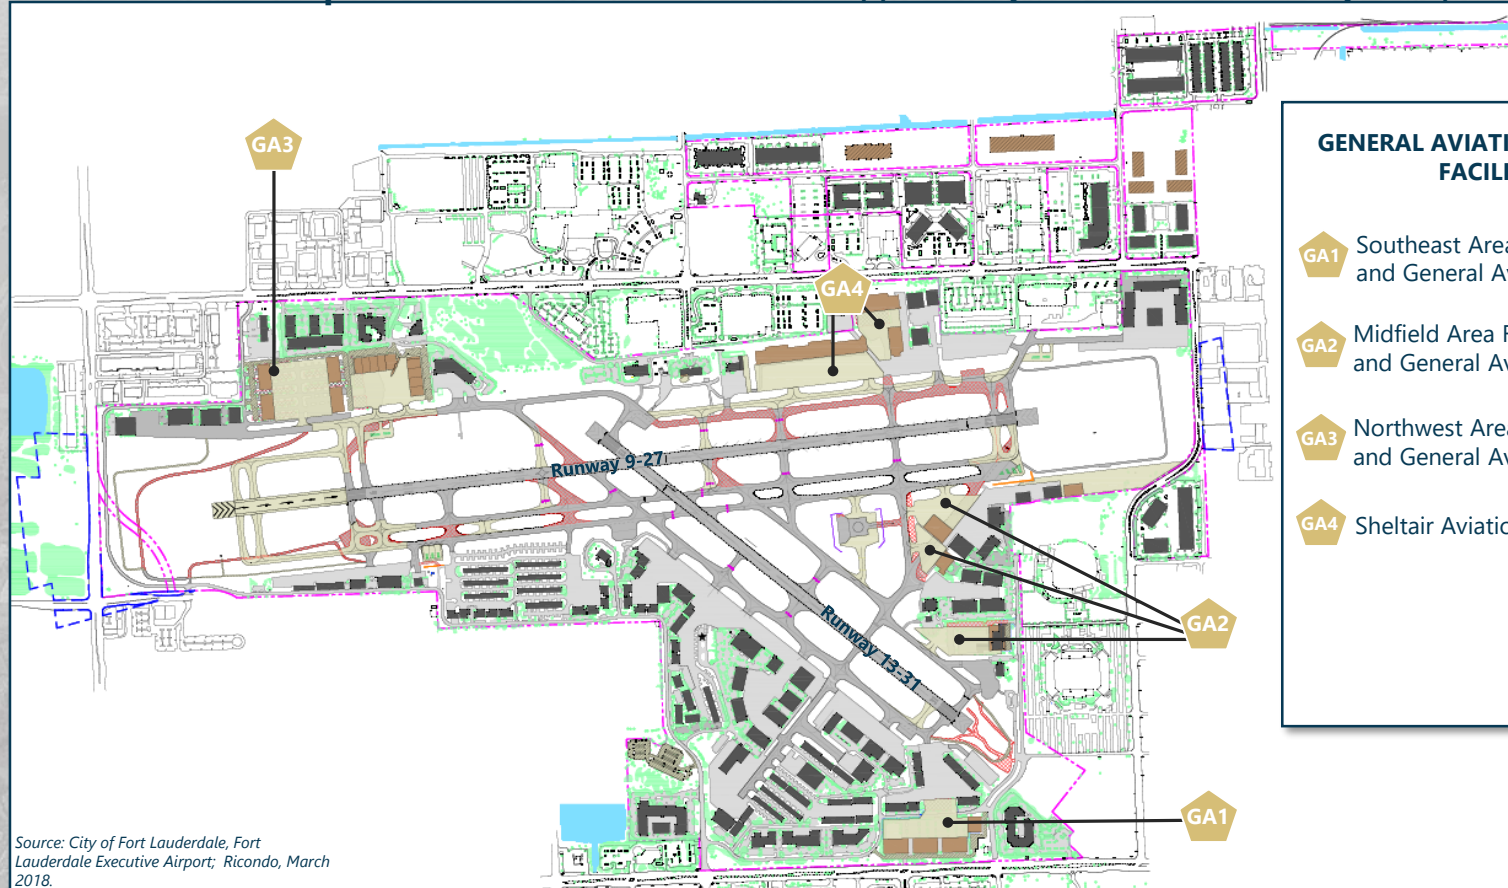 GA3
GA4
Runway 9-27
Runway 13-31
GA2
GA1
GENERAL AVIATI
FACILI
GA1 Southeast Area
and General Av
GA2 Midfield Area F
and General Av
GA3 Northwest Area
and General Av
GA4 Sheltair Aviatio
Source: City of Fort Lauderdale, Fort
Lauderdale Executive Airport; Ricondo, March
2018.